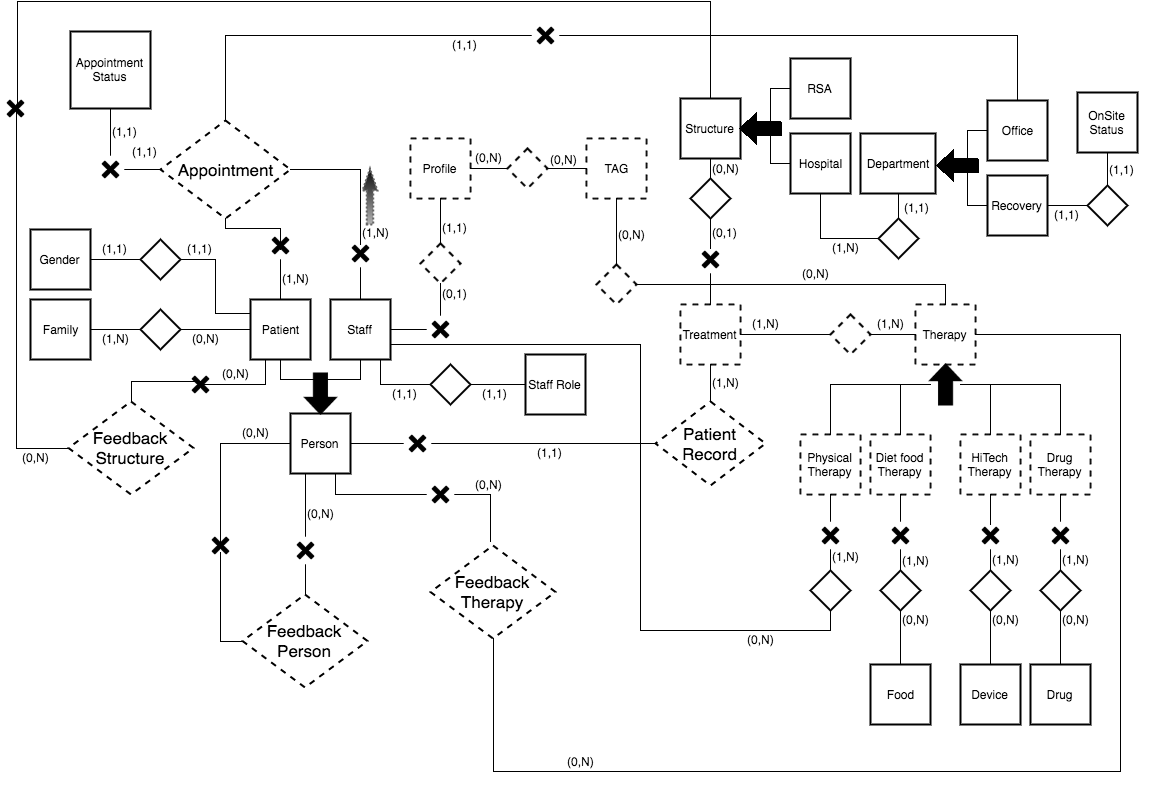 (1,1)
Appointment
Status
RSA
Structure
Office
OnSite
Status
(1,1)
(1,1)
Appointment
Profile
(0,N)
(0,N)
TAG
(0,N)
Hospital
Department
(1,1)
Recovery
(1,1)
(1,1)
(1,N)
(1,1)
(0,N)
(0,1)
(1,N)
Gender
(1,1)
(1,1)
(1,N)
(0,1)
(0,N)
Family
(1,N)
(0,N)
Patient
Staff
Treatment
(1,N)
(1,N)
Therapy
(0,N)
(1,1)
(1,1)
Staff Role
(1,N)
Feedback
Structure
(0,N)
(0,N)
Person
(1,1)
Patient
Record
Physical
Therapy
Diet food
Therapy
HiTech
Therapy
Drug
Therapy
(0,N)
(0,N)
(1,N)
(1,N)
(1,N)
(1,N)
Feedback
Therapy
(0,N)
(0,N)
(0,N)
Feedback
Person
(0,N)
Food
Device
Drug
(0,N)